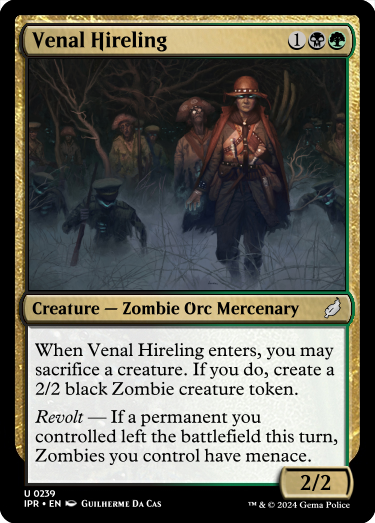 Venal Hireling 1
Creature — Zombie Orc Mercenary
When Venal Hireling enters, you may
sacrifice a creature. If you do, create a
2/2 black Zombie creature token.
Revolt — If a permanent you
controlled left the battlefield this turn,
Zombies you control have menace.
2/2
U 0239
IPR • EN Guilherme Da Cas
™ & © 2024 Gema Police